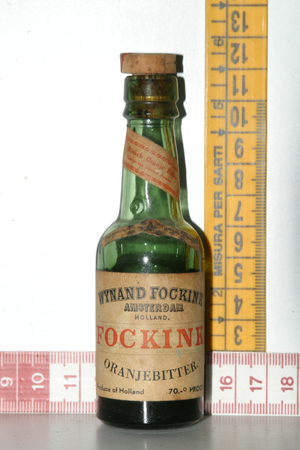 WYNAND FOCKINK
AMSTERDAM
HOLLAND.
FOCKINK
ORANJEBITTER.
Produce of Holland 70.-° PROOF
MISURA PER SARTI
13
12
11
10
9
8
7
6
5
4
3
2
9 10 11 16 17 18